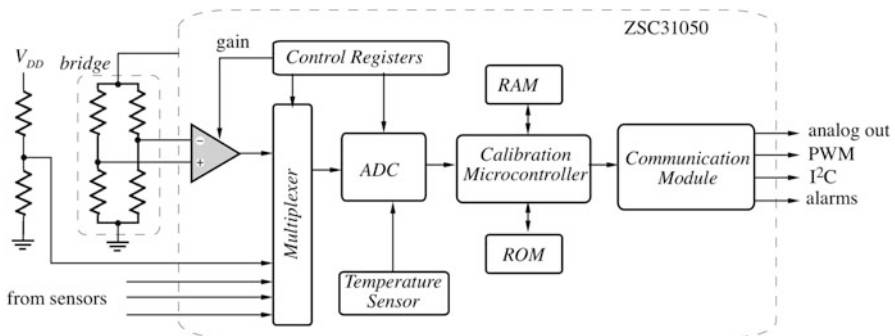 ZSC31050
gain
V_DD
bridge
Control Registers
RAM
analog out
PWM
I²C
alarms
−
+
Multiplexer
ADC
Calibration
Microcontroller
Communication
Module
ROM
Temperature
Sensor
from sensors